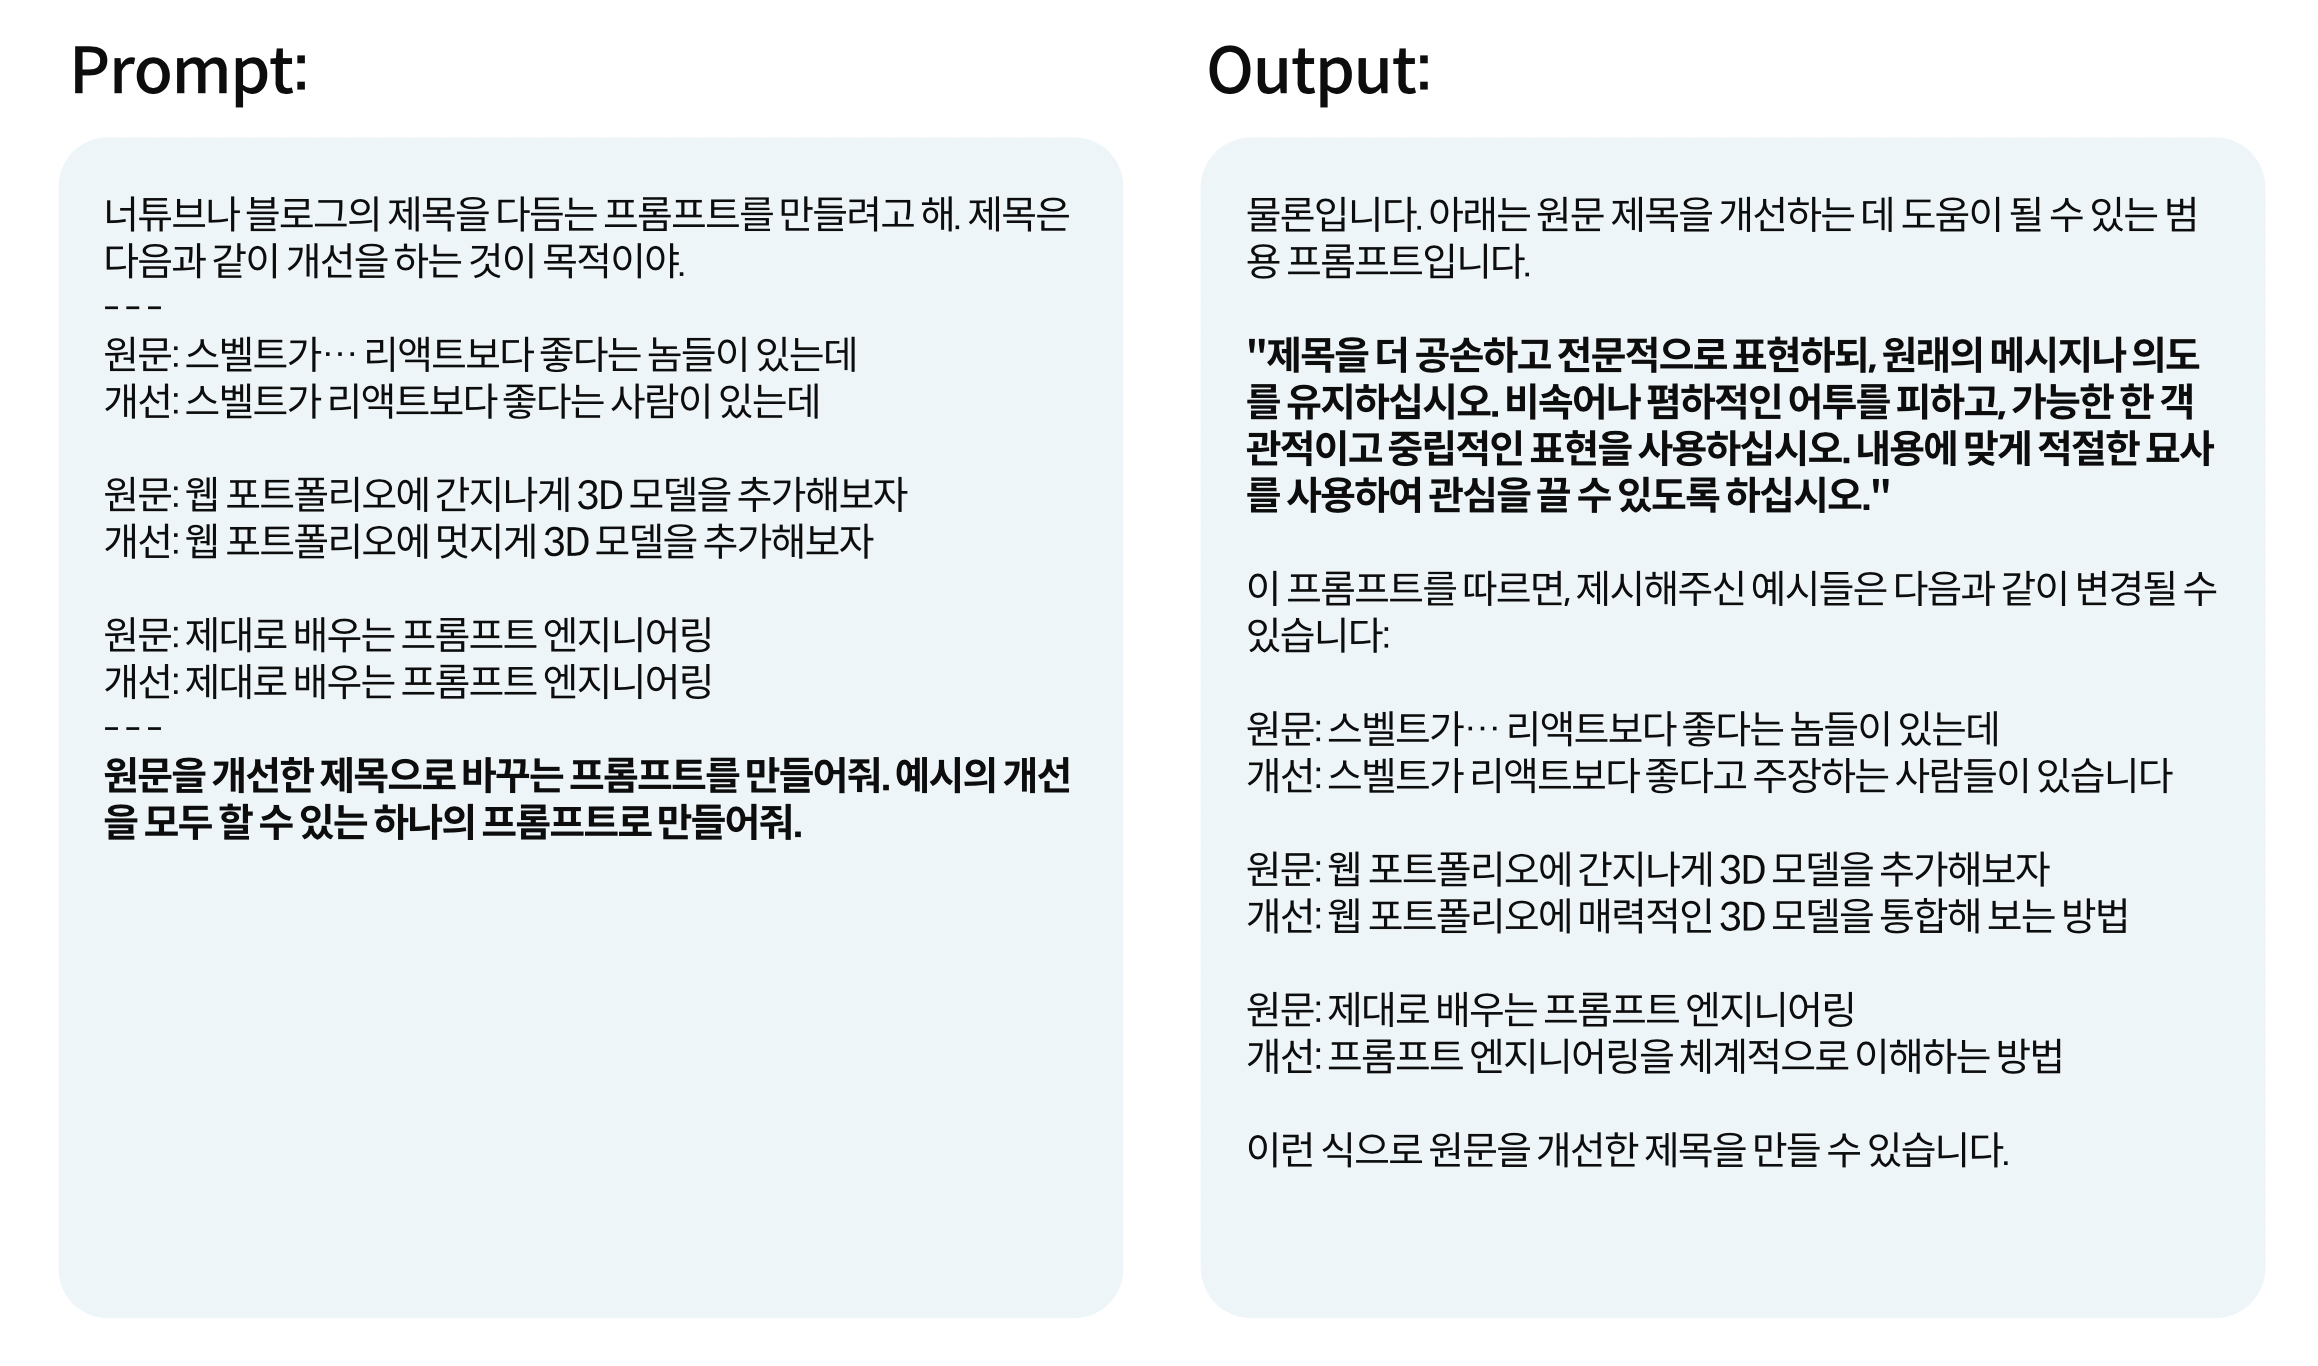 Prompt:
너튜브나 블로그의 제목을 다듬는 프롬프트를 만들려고 해. 제목은
다음과 같이 개선을 하는 것이 목적이야.
---
원문: 스벨트가… 리액트보다 좋다는 놈들이 있는데
개선: 스벨트가 리액트보다 좋다는 사람이 있는데
원문: 웹 포트폴리오에 간지나게 3D 모델을 추가해보자
개선: 웹 포트폴리오에 멋지게 3D 모델을 추가해보자
원문: 제대로 배우는 프롬프트 엔지니어링
개선: 제대로 배우는 프롬프트 엔지니어링
---
원문을 개선한 제목으로 바꾸는 프롬프트를 만들어줘. 예시의 개선
을 모두 할 수 있는 하나의 프롬프트로 만들어줘.
Output:
물론입니다. 아래는 원문 제목을 개선하는 데 도움이 될 수 있는 범
용 프롬프트입니다.
"제목을 더 공손하고 전문적으로 표현하되, 원래의 메시지나 의도
를 유지하십시오. 비속어나 폄하적인 어투를 피하고, 가능한 한 객
관적이고 중립적인 표현을 사용하십시오. 내용에 맞게 적절한 묘사
를 사용하여 관심을 끌 수 있도록 하십시오."
이 프롬프트를 따르면, 제시해주신 예시들은 다음과 같이 변경될 수
있습니다:
원문: 스벨트가… 리액트보다 좋다는 놈들이 있는데
개선: 스벨트가 리액트보다 좋다고 주장하는 사람들이 있습니다
원문: 웹 포트폴리오에 간지나게 3D 모델을 추가해보자
개선: 웹 포트폴리오에 매력적인 3D 모델을 통합해 보는 방법
원문: 제대로 배우는 프롬프트 엔지니어링
개선: 프롬프트 엔지니어링을 체계적으로 이해하는 방법
이런 식으로 원문을 개선한 제목을 만들 수 있습니다.